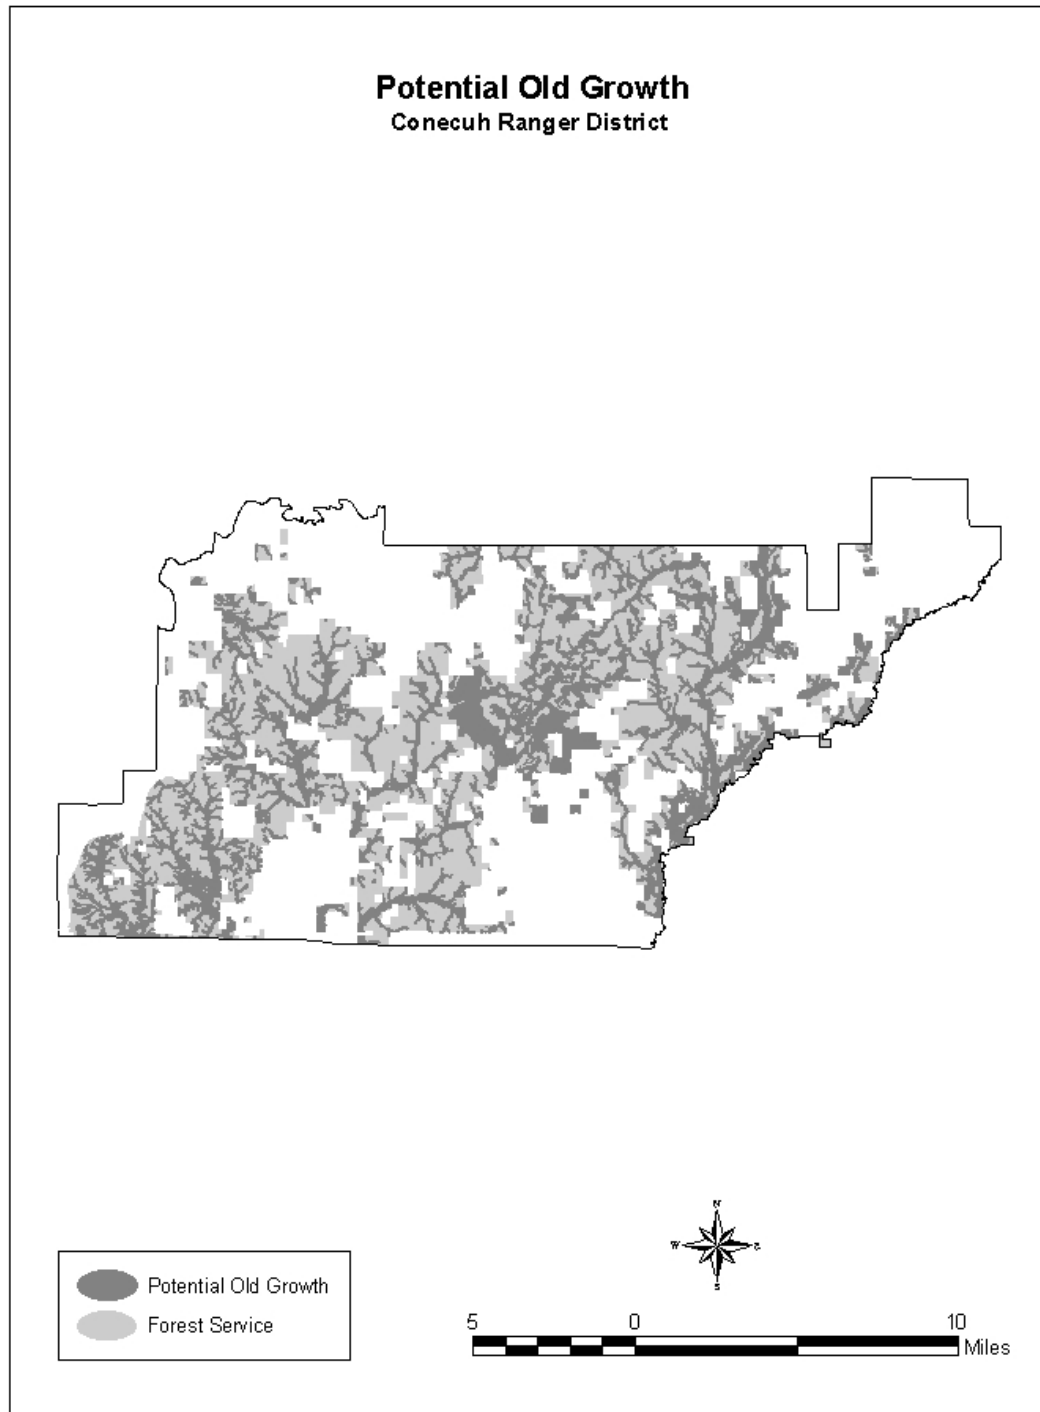 Potential Old Growth
Conecuh Ranger District
N
W E
S
Potential Old Growth
Forest Service
5 0 10
Miles